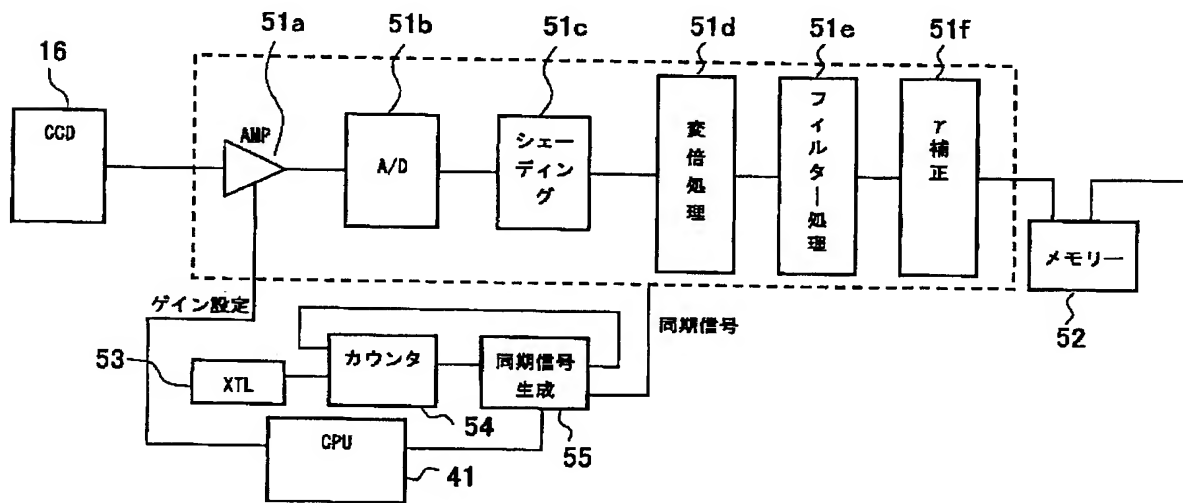 51a
51b
51c
51d
51e
51f
16
CCD
AMP
A/D
シェー
ディン
グ
変倍処理
フィルター処理
γ補正
メモリー
52
ゲイン設定
同期信号
53
XTL
カウンタ
54
同期信号
生成
55
CPU
41